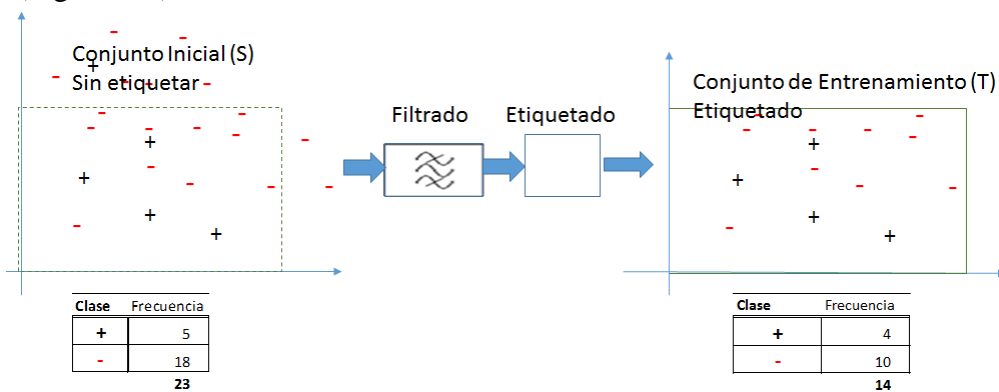 Conjunto Inicial (S)
Sin etiquetar
Filtrado
Etiquetado
Conjunto de Entrenamiento (T)
Etiquetado
Clase Frecuencia
+ 5
- 18
23
Clase Frecuencia
+ 4
- 10
14